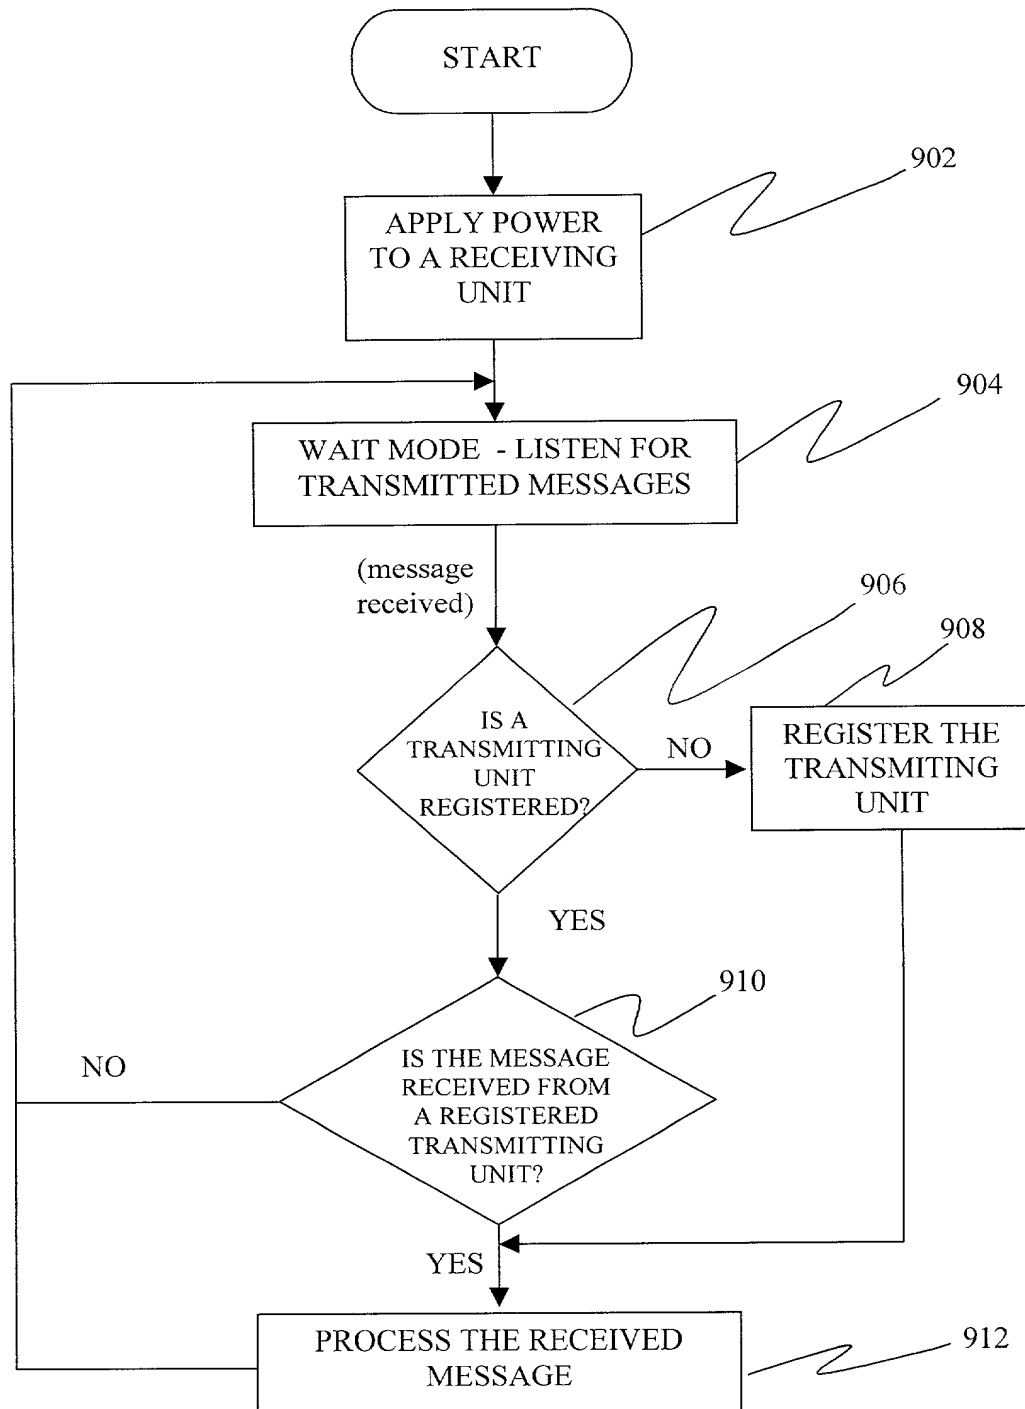 START
902
APPLY POWER
TO A RECEIVING
UNIT
904
WAIT MODE - LISTEN FOR
TRANSMITTED MESSAGES
(message
received)
906
908
IS A
TRANSMITTING
UNIT
REGISTERED?
NO
REGISTER THE
TRANSMITING
UNIT
YES
910
IS THE MESSAGE
RECEIVED FROM
A REGISTERED
TRANSMITTING
UNIT?
NO
YES
PROCESS THE RECEIVED
MESSAGE
912